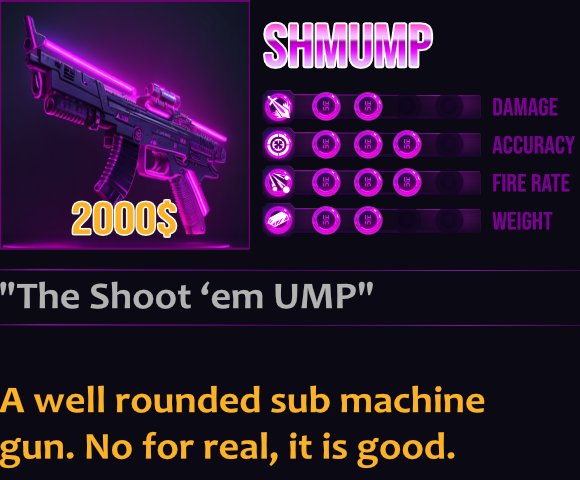 SHMUMP
DAMAGE
ACCURACY
FIRE RATE
WEIGHT
2000$
"The Shoot ‘em UMP"
A well rounded sub machine
gun. No for real, it is good.